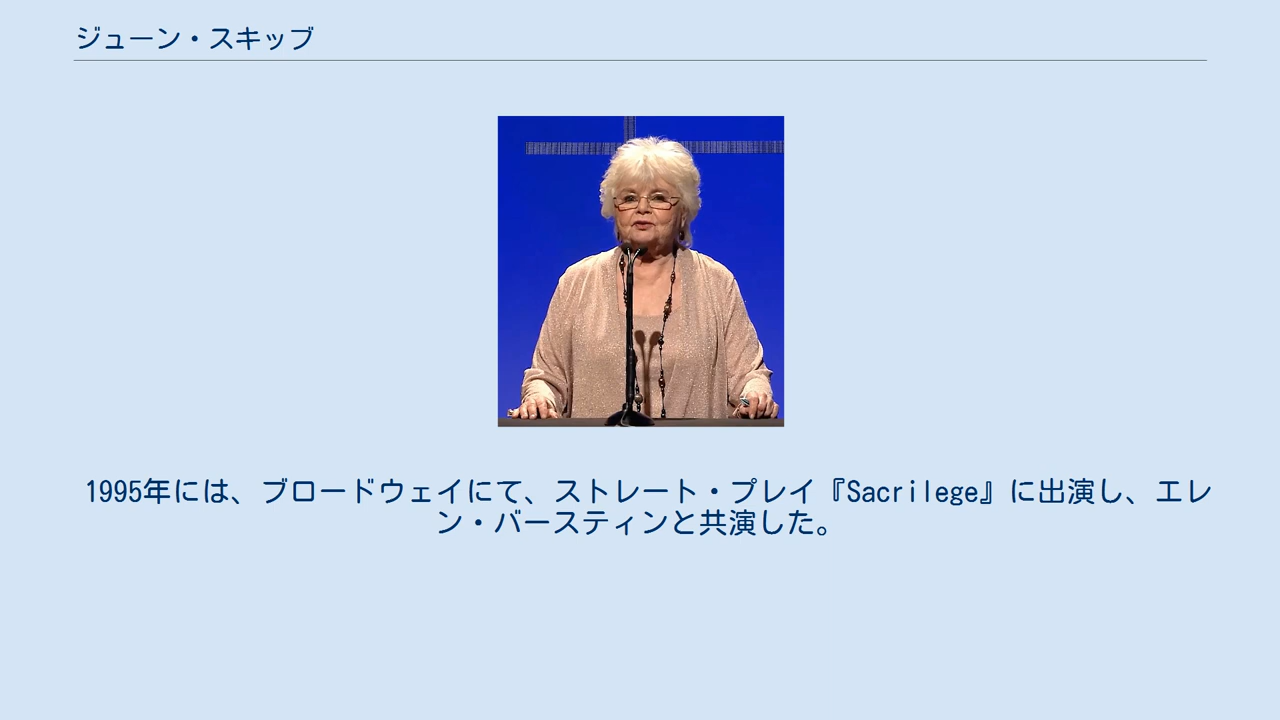 ジューン・スキッブ
1995年には、ブロードウェイにて、ストレート・プレイ『Sacrilege』に出演し、エレ
ン・バースティンと共演した。